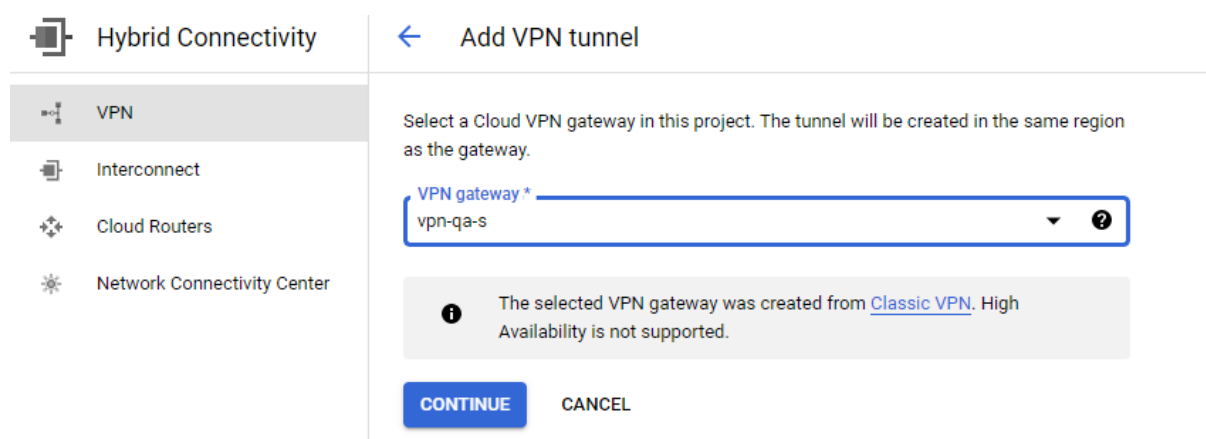 Hybrid Connectivity
Add VPN tunnel
VPN
Interconnect
Cloud Routers
Network Connectivity Center
Select a Cloud VPN gateway in this project. The tunnel will be created in the same region
as the gateway.
VPN gateway *
vpn-qa-s
The selected VPN gateway was created from Classic VPN. High
Availability is not supported.
CONTINUE
CANCEL